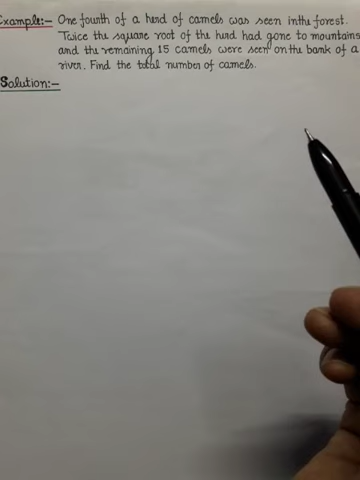 Example:- One fourth of a herd of camels was seen in the forest.
Twice the square root of the herd had gone to mountains
and the remaining 15 camels were seen on the bank of a
river. Find the total number of camels.
Solution:-